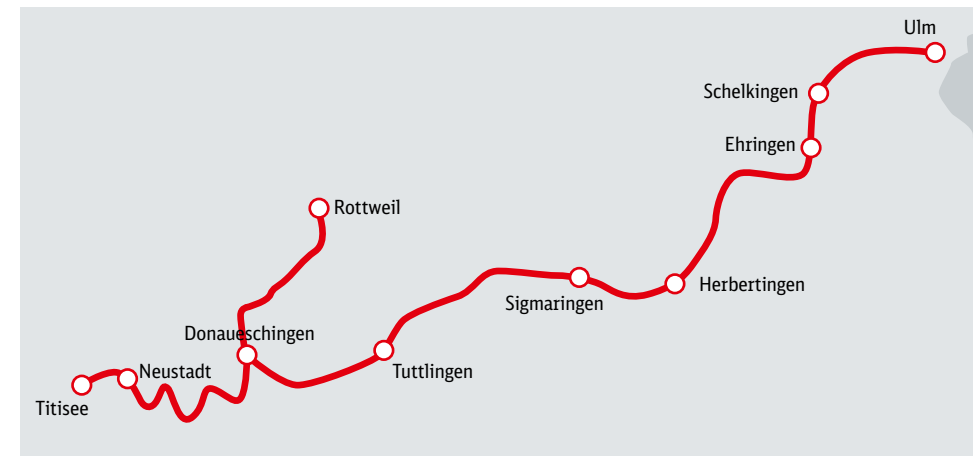 Ulm
Schelkingen
Ehringen
Rottweil
Herbertingen
Sigmaringen
Donaueschingen
Neustadt
Tuttlingen
Titisee